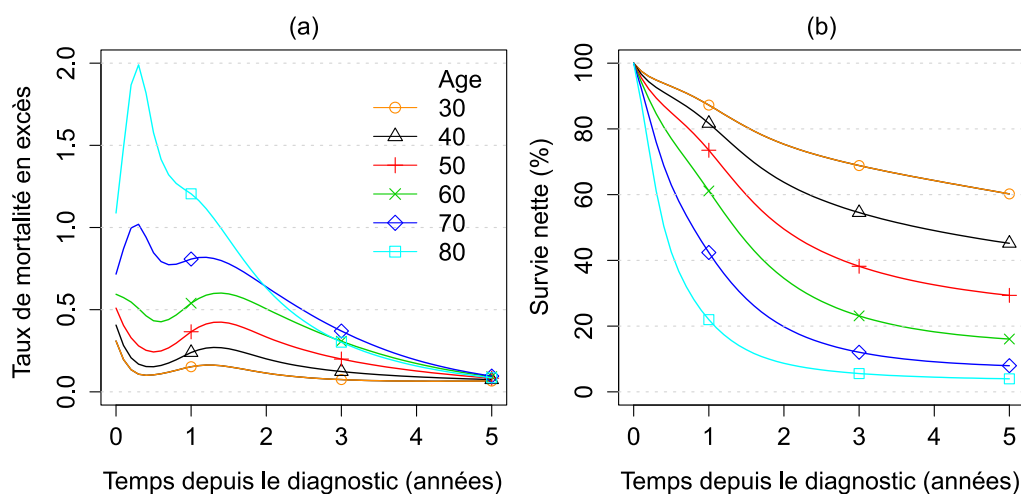 (a)
Taux de mortalité en excès
0.0 0.5 1.0 1.5 2.0
Age
30
40
50
60
70
80
0 1 2 3 4 5
Temps depuis le diagnostic (années)
(b)
Survie nette (%)
0 20 40 60 80 100
0 1 2 3 4 5
Temps depuis le diagnostic (années)